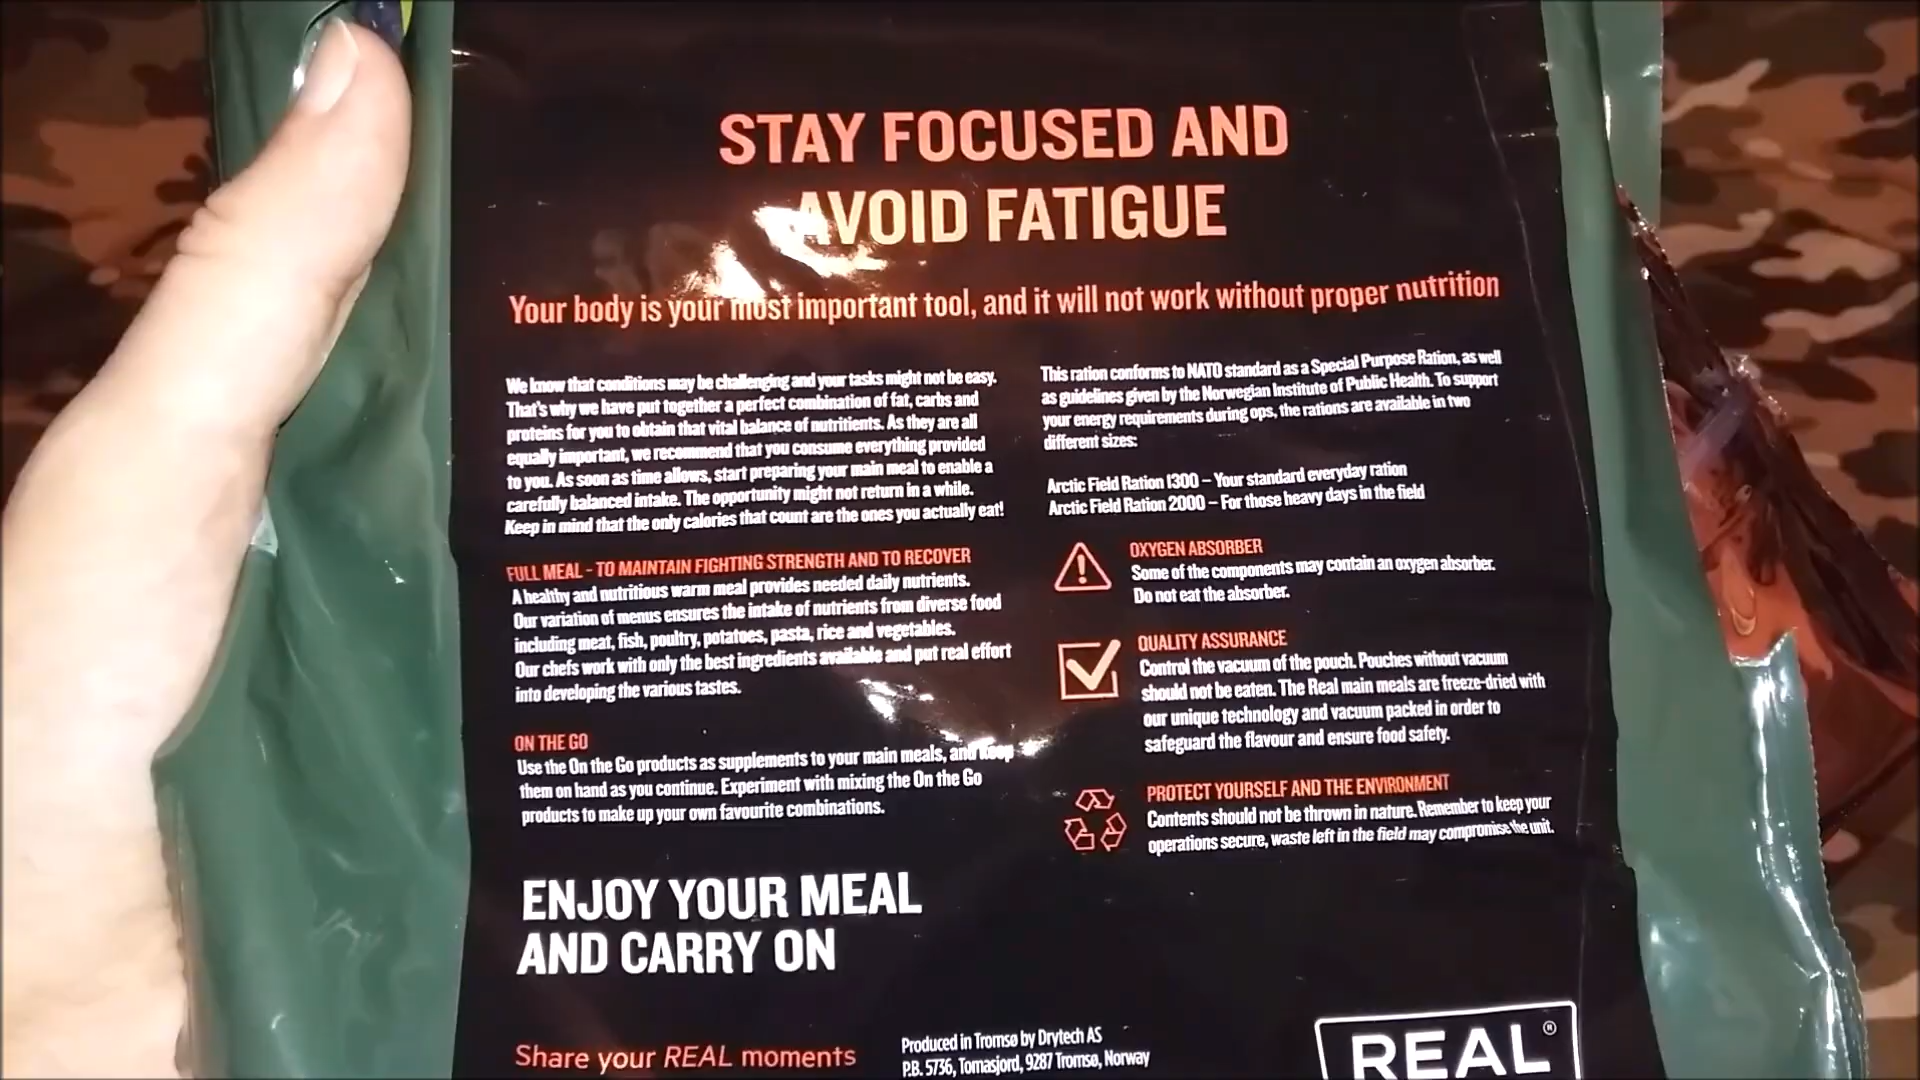 STAY FOCUSED AND
AVOID FATIGUE
Your body is your most important tool, and it will not work without proper nutrition
We know that conditions may be challenging and your tasks might not be easy.
That's why we have put together a perfect combination of fat, carbs and
proteins for you to obtain that vital balance of nutritients. As they are all
equally important, we recommend that you consume everything provided
to you. As soon as time allows, start preparing your main meal to enable a
carefully balanced intake. The opportunity might not return in a while.
Keep in mind that the only calories that count are the ones you actually eat!
FULL MEAL - TO MAINTAIN FIGHTING STRENGTH AND TO RECOVER
A healthy and nutritious warm meal provides needed daily nutrients.
Our variation of menus ensures the intake of nutrients from diverse food
including meat, fish, poultry, potatoes, pasta, rice and vegetables.
Our chefs work with only the best ingredients available and put real effort
into developing the various tastes.
ON THE GO
Use the On the Go products as supplements to your main meals, and keep
them on hand as you continue. Experiment with mixing the On the Go
products to make up your own favourite combinations.
This ration conforms to NATO standard as a Special Purpose Ration, as well
as guidelines given by the Norwegian Institute of Public Health. To support
your energy requirements during ops, the rations are available in two
different sizes:
Arctic Field Ration 1300 – Your standard everyday ration
Arctic Field Ration 2000 – For those heavy days in the field
OXYGEN ABSORBER
Some of the components may contain an oxygen absorber.
Do not eat the absorber.
QUALITY ASSURANCE
Control the vacuum of the pouch. Pouches without vacuum
should not be eaten. The Real main meals are freeze-dried with
our unique technology and vacuum packed in order to
safeguard the flavour and ensure food safety.
PROTECT YOURSELF AND THE ENVIRONMENT
Contents should not be thrown in nature. Remember to keep your
operations secure, waste left in the field may compromise the unit.
ENJOY YOUR MEAL
AND CARRY ON
Share your REAL moments
Produced in Tromsø by Drytech AS
P.B. 5736, Tomasjord, 9287 Tromsø, Norway
REAL®